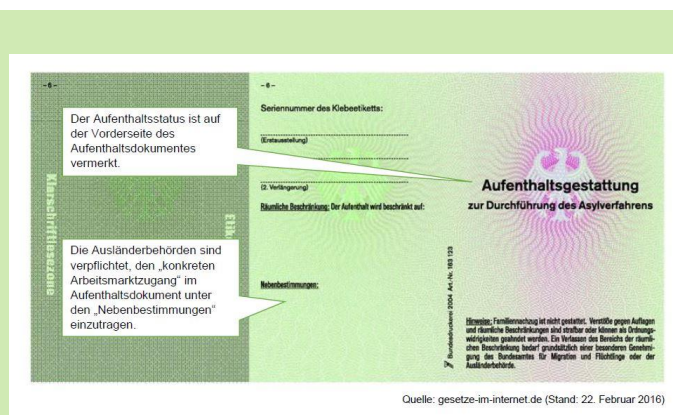 - 5 -
Der Aufenthaltsstatus ist auf
der Vorderseite des
Aufenthaltsdokumentes
vermerkt.
Klarschriftlesezone
Die Ausländerbehörden sind
verpflichtet, den „konkreten
Arbeitsmarktzugang“ im
Aufenthaltsdokument unter
den „Nebenbestimmungen“
einzutragen.
- 6 -
Seriennummer des Klebeetiketts:
(Erstausstellung)
(2. Verlängerung)
Räumliche Beschränkung: Der Aufenthalt wird beschränkt auf:
Nebenbestimmungen:
Bundesdruckerei 2004 Art.-Nr. 163 133
Aufenthaltsgestattung
zur Durchführung des Asylverfahrens
Hinweise: Familiennachzug ist nicht gestattet. Verstöße gegen Auflagen
und räumliche Beschränkungen sind strafbar oder können als Ordnungs-
widrigkeiten geahndet werden. Ein Verlassen des Bereichs der räumli-
chen Beschränkung bedarf grundsätzlich einer besonderen Genehmi-
gung des Bundesamtes für Migration und Flüchtlinge oder der
Ausländerbehörde.
Quelle: gesetze-im-internet.de (Stand: 22. Februar 2016)